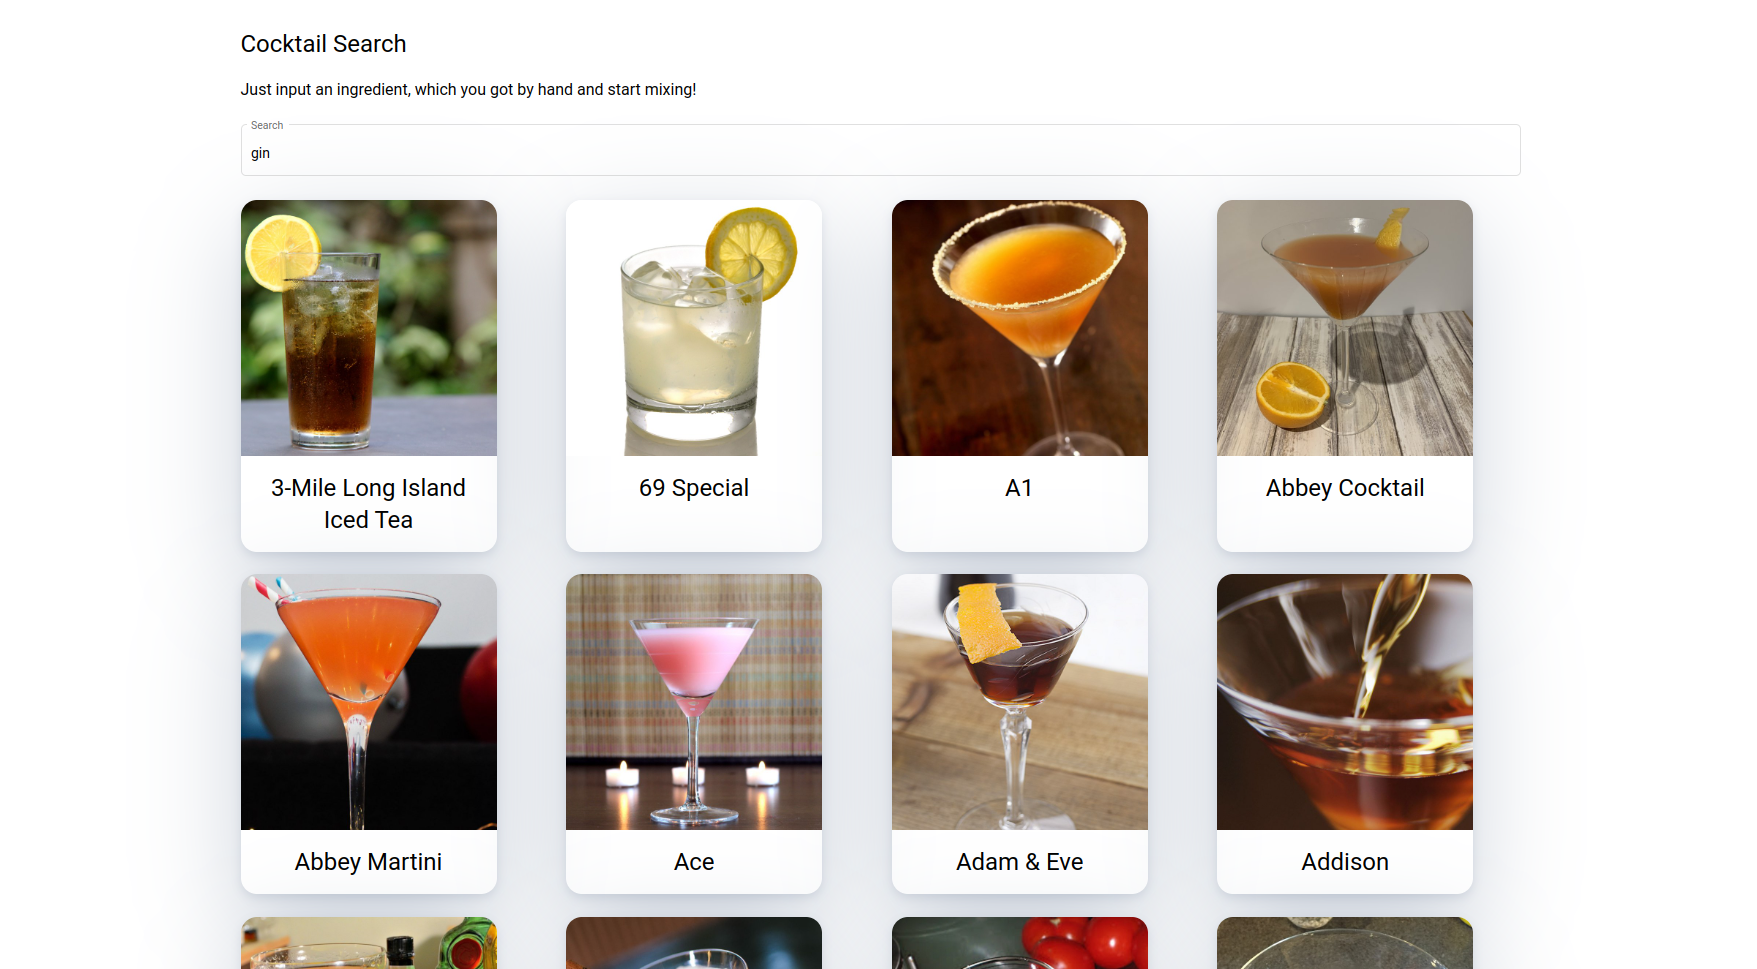 Cocktail Search
Just input an ingredient, which you got by hand and start mixing!
Search
gin
3-Mile Long Island
Iced Tea
69 Special
A1
Abbey Cocktail
Abbey Martini
Ace
Adam & Eve
Addison